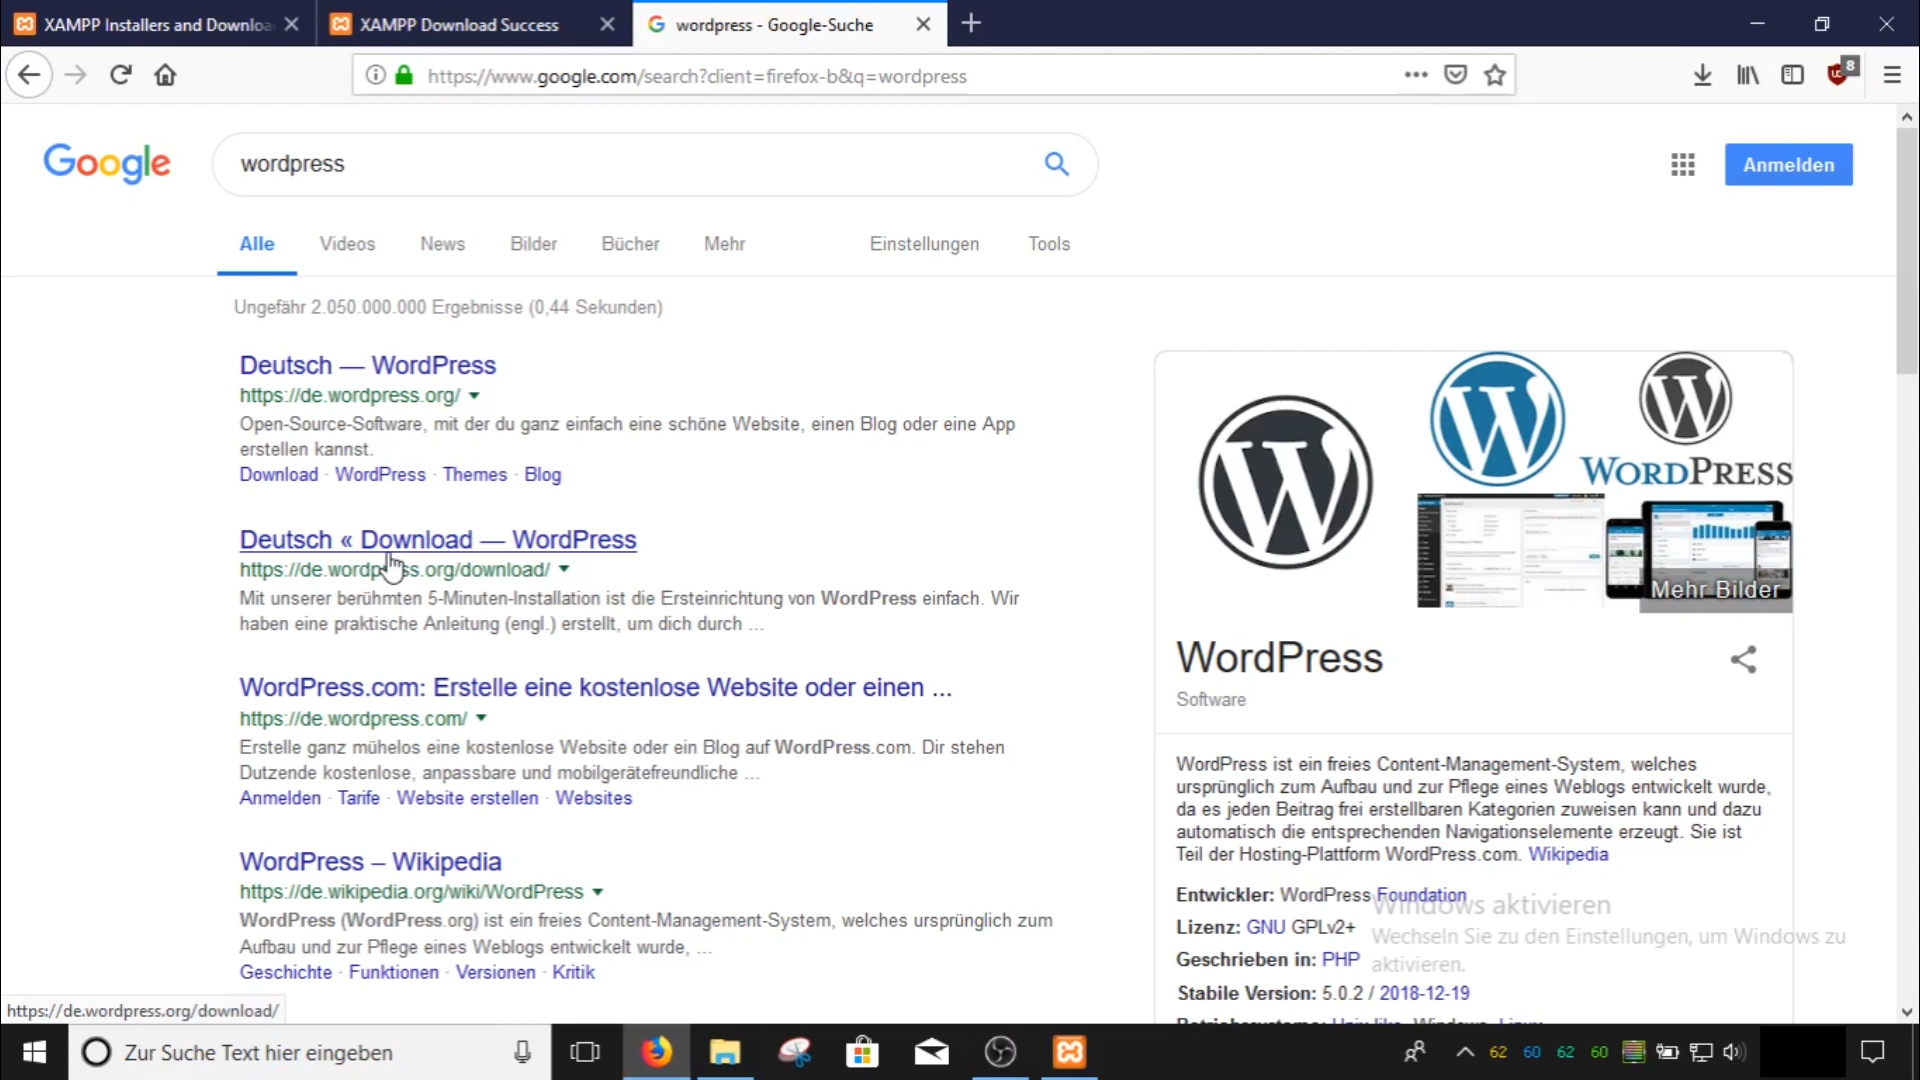 XAMPP Installers and Downloa
XAMPP Download Success
wordpress - Google-Suche
https://www.google.com/search?client=firefox-b&q=wordpress
8
Google
wordpress
Anmelden
Alle Videos News Bilder Bücher Mehr Einstellungen Tools
Ungefähr 2.050.000.000 Ergebnisse (0,44 Sekunden)
Deutsch — WordPress
https://de.wordpress.org/
Open-Source-Software, mit der du ganz einfach eine schöne Website, einen Blog oder eine App
erstellen kannst.
Download · WordPress · Themes · Blog
Deutsch « Download — WordPress
https://de.wordpress.org/download/
Mit unserer berühmten 5-Minuten-Installation ist die Ersteinrichtung von WordPress einfach. Wir
haben eine praktische Anleitung (engl.) erstellt, um dich durch ...
WordPress.com: Erstelle eine kostenlose Website oder einen ...
https://de.wordpress.com/
Erstelle ganz mühelos eine kostenlose Website oder ein Blog auf WordPress.com. Dir stehen
Dutzende kostenlose, anpassbare und mobilgerätefreundliche ...
Anmelden · Tarife · Website erstellen · Websites
WordPress – Wikipedia
https://de.wikipedia.org/wiki/WordPress
WordPress (WordPress.org) ist ein freies Content-Management-System, welches ursprünglich zum
Aufbau und zur Pflege eines Weblogs entwickelt wurde, ...
Geschichte · Funktionen · Versionen · Kritik
WORDPRESS
Mehr Bilder
WordPress
Software
WordPress ist ein freies Content-Management-System, welches
ursprünglich zum Aufbau und zur Pflege eines Weblogs entwickelt wurde,
da es jeden Beitrag frei erstellbaren Kategorien zuweisen kann und dazu
automatisch die entsprechenden Navigationselemente erzeugt. Sie ist
Teil der Hosting-Plattform WordPress.com. Wikipedia
Entwickler: WordPress Foundation
Lizenz: GNU GPLv2+
Geschrieben in: PHP
Stabile Version: 5.0.2 / 2018-12-19
Windows aktivieren
Wechseln Sie zu den Einstellungen, um Windows zu
aktivieren.
https://de.wordpress.org/download/
Zur Suche Text hier eingeben
62 60 62 60